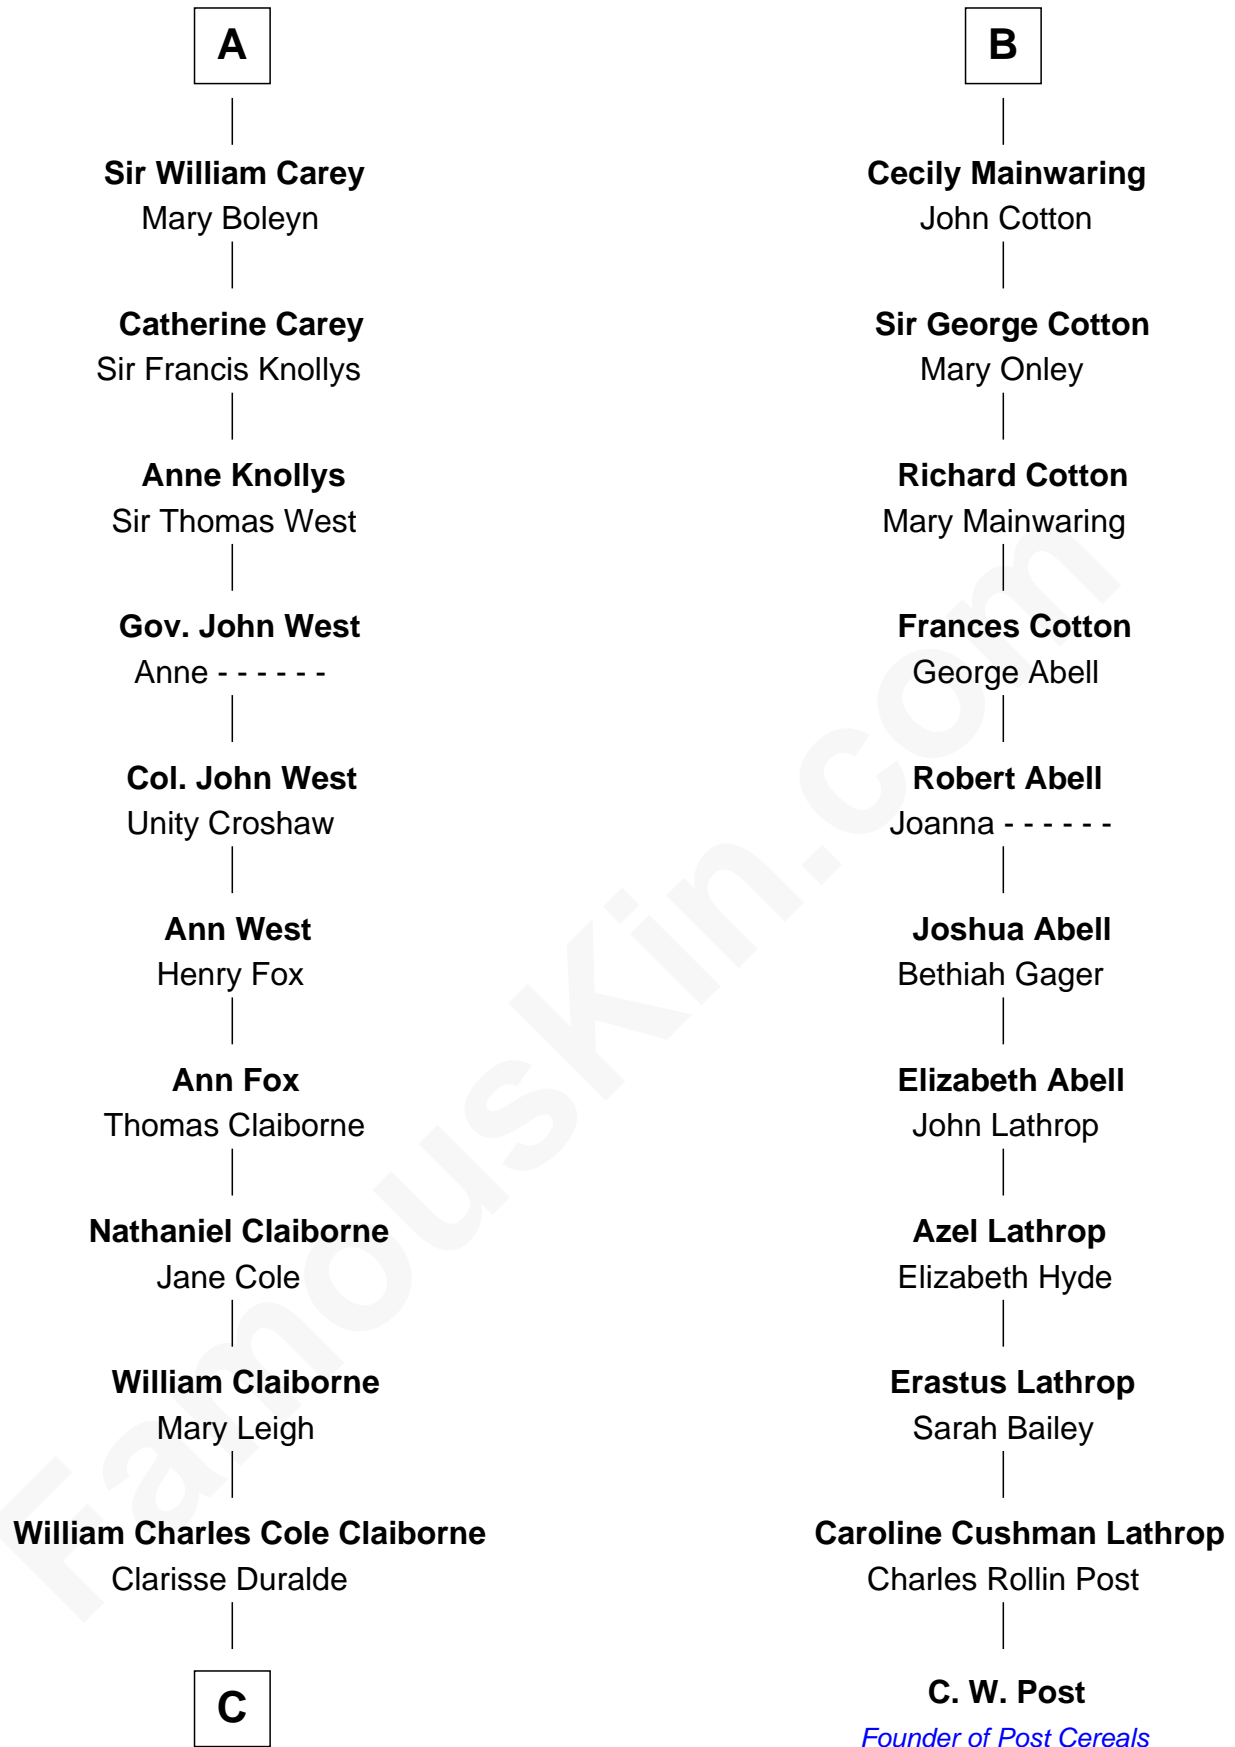 A
Sir William Carey
Mary Boleyn
Catherine Carey
Sir Francis Knollys
Anne Knollys
Sir Thomas West
Gov. John West
Anne - - - - - -
Col. John West
Unity Croshaw
Ann West
Henry Fox
Ann Fox
Thomas Claiborne
Nathaniel Claiborne
Jane Cole
William Claiborne
Mary Leigh
William Charles Cole Claiborne
Clarisse Duralde
C
B
Cecily Mainwaring
John Cotton
Sir George Cotton
Mary Onley
Richard Cotton
Mary Mainwaring
Frances Cotton
George Abell
Robert Abell
Joanna - - - - - -
Joshua Abell
Bethiah Gager
Elizabeth Abell
John Lathrop
Azel Lathrop
Elizabeth Hyde
Erastus Lathrop
Sarah Bailey
Caroline Cushman Lathrop
Charles Rollin Post
C. W. Post
Founder of Post Cereals
FamousKin.com